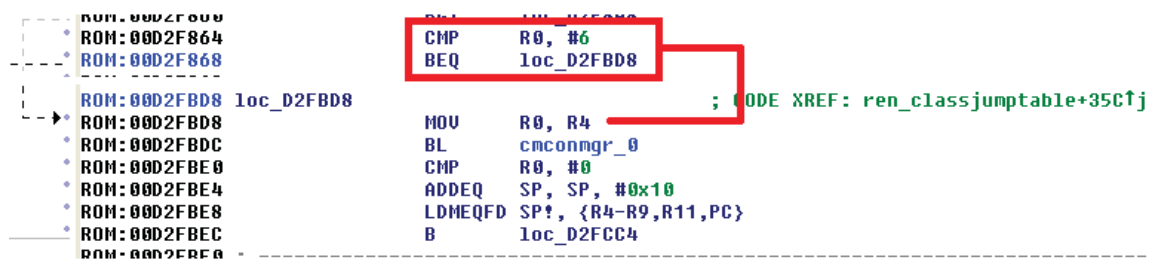 ROM:00D2F864 CMP R0, #6
ROM:00D2F868 BEQ loc_D2FBD8
ROM:00D2FBD8 loc_D2FBD8 ; CODE XREF: ren_classjumptable+35C↑j
ROM:00D2FBD8 MOV R0, R4
ROM:00D2FBDC BL cmconmgr_0
ROM:00D2FBE0 CMP R0, #0
ROM:00D2FBE4 ADDEQ SP, SP, #0x10
ROM:00D2FBE8 LDMEQFD SP!, {R4-R9,R11,PC}
ROM:00D2FBEC B loc_D2FCC4